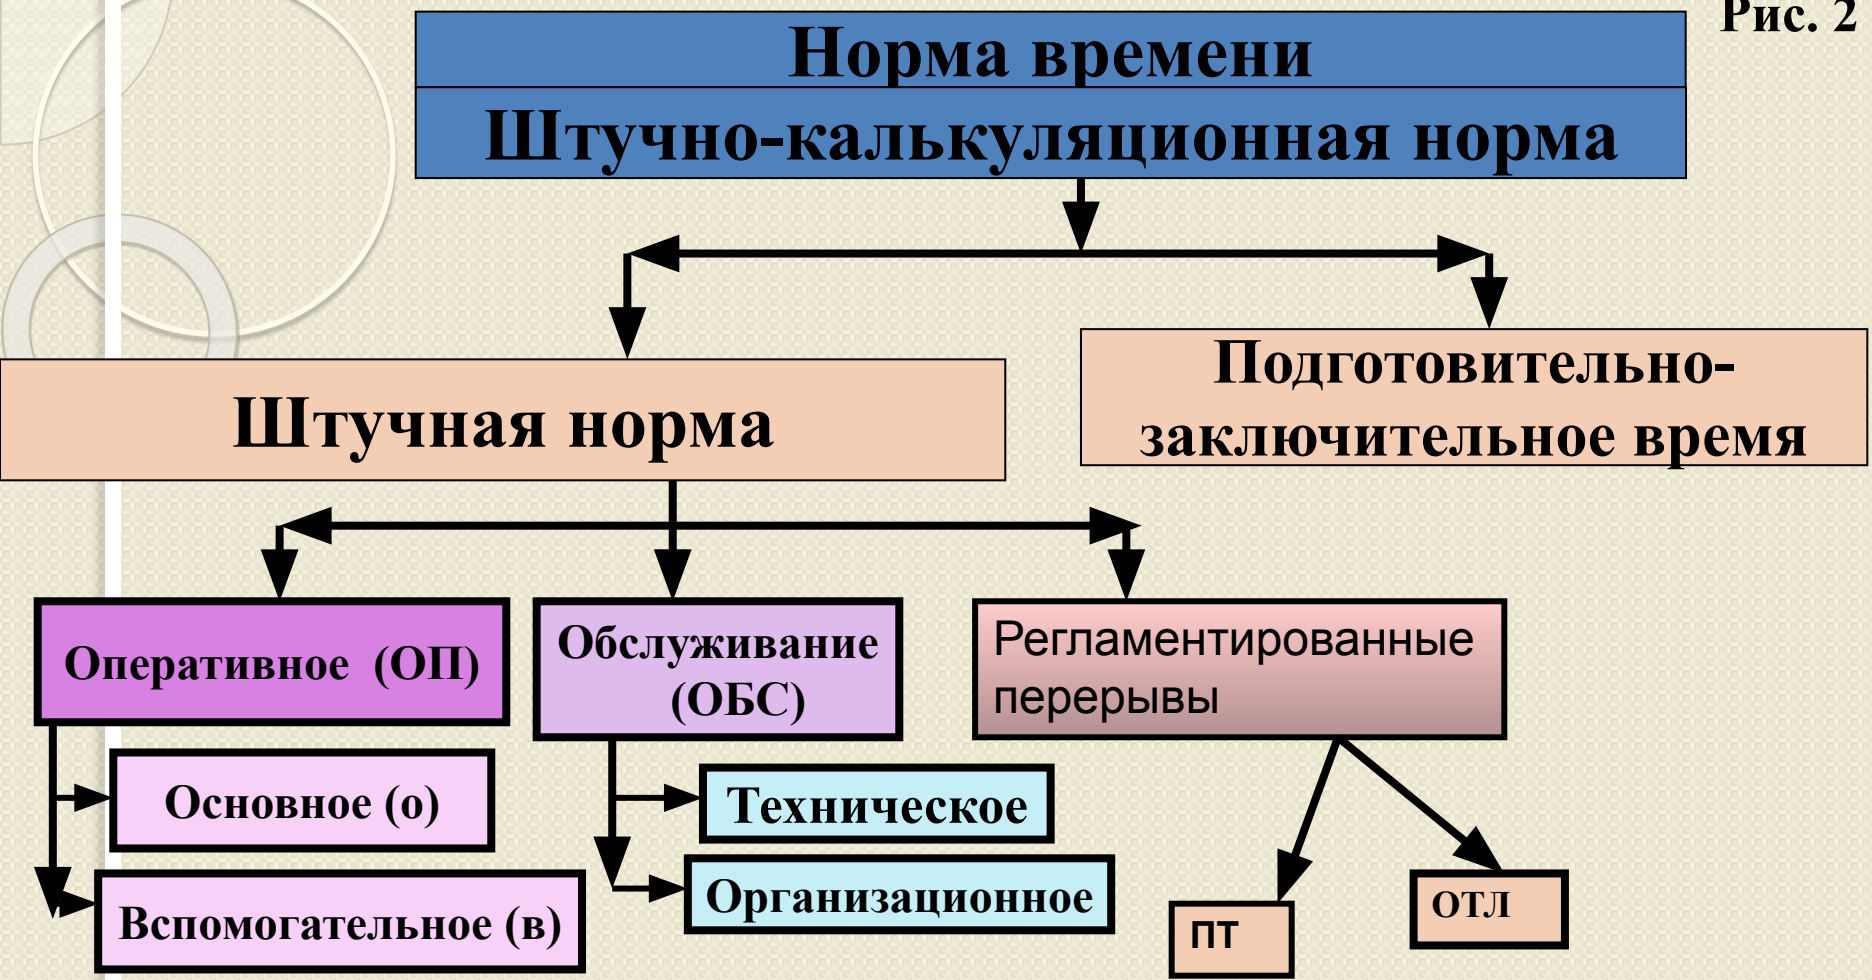 Рис. 2
Норма времени
Штучно-калькуляционная норма
Штучная норма
Подготовительно-
заключительное время
Оперативное (ОП)
Обслуживание
(ОБС)
Регламентированные
перерывы
Основное (о)
Техническое
Вспомогательное (в)
Организационное
ПТ
ОТЛ